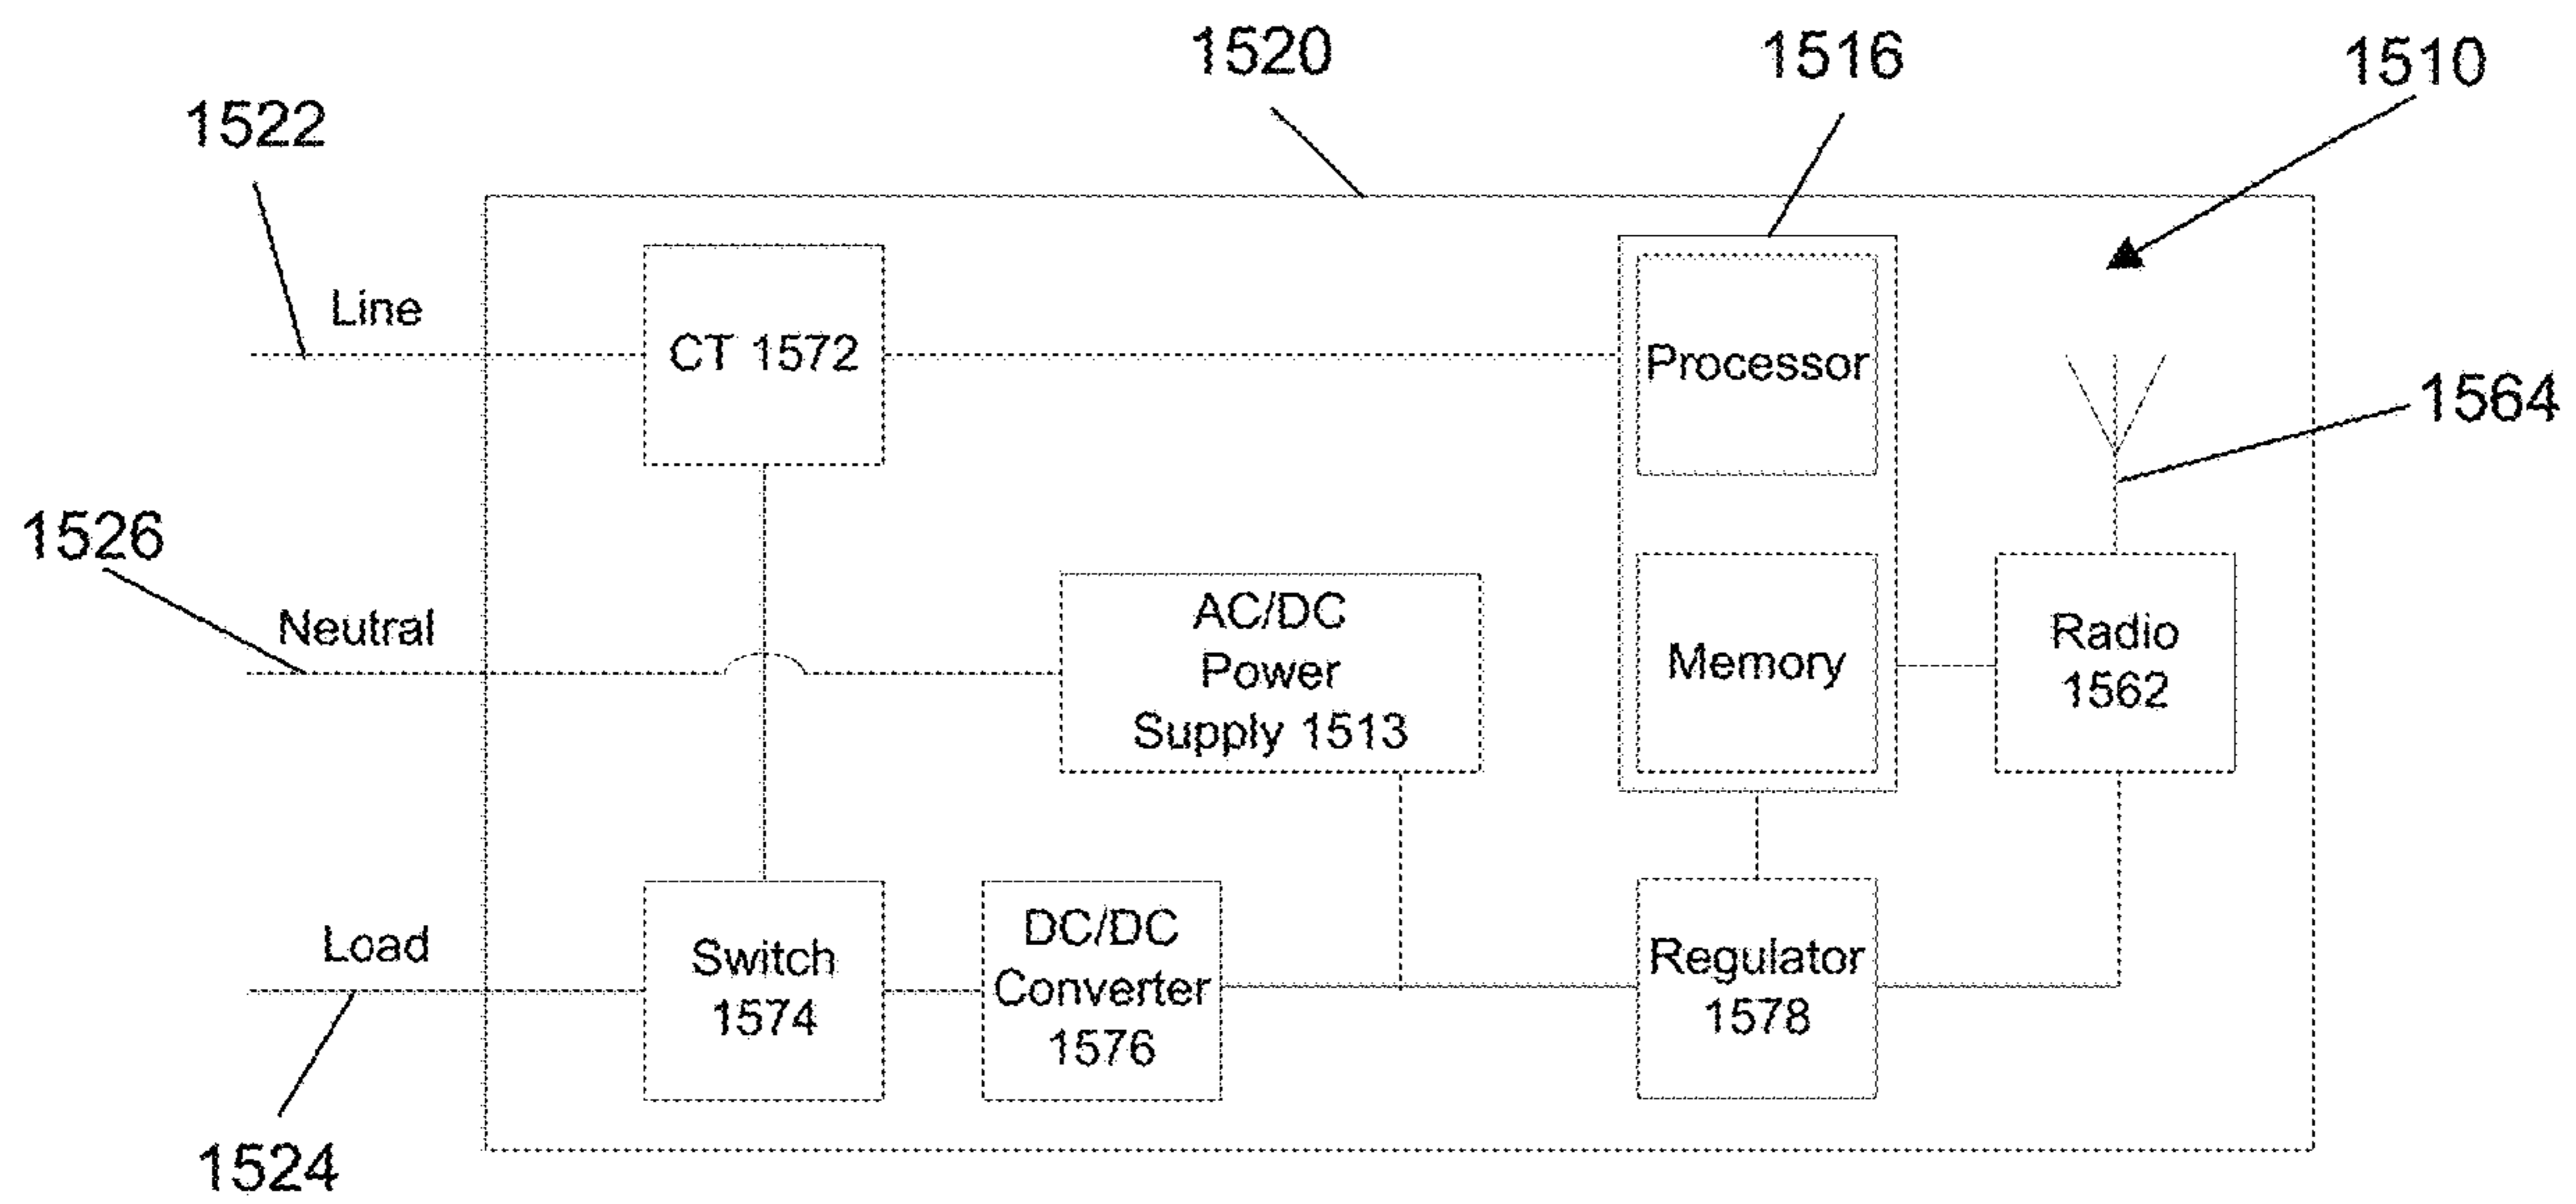 1520
1516
1510
1522
Line
CT 1572
Processor
1564
1526
Neutral
AC/DC
Power
Supply 1513
Memory
Radio
1562
Load
Switch
1574
DC/DC
Converter
1576
Regulator
1578
1524